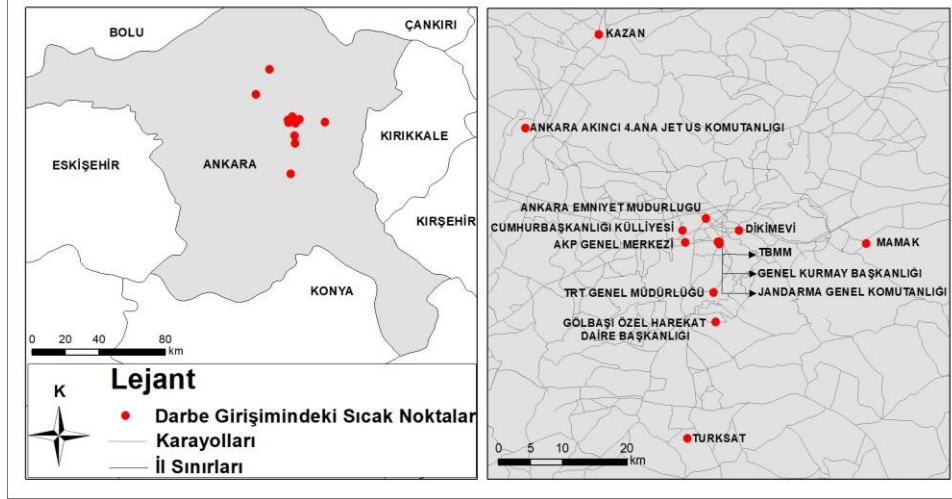 BOLU
ÇANKIRI
KIRIKKALE
ESKİŞEHİR
ANKARA
KIRŞEHİR
KONYA
0 20 40 80
km
K
Lejant
Darbe Girişimindeki Sıcak Noktalar
Karayolları
İl Sınırları
KAZAN
ANKARA AKINCI 4.ANA JET US KOMUTANLIGI
ANKARA EMNIYET MUDURLUGU
CUMHURBAŞKANLIĞI KÜLLİYESİ
DİKİMEVİ
AKP GENEL MERKEZİ
MAMAK
TBMM
GENEL KURMAY BAŞKANLIĞI
TRT GENEL MÜDÜRLÜĞÜ
JANDARMA GENEL KOMUTANLIĞI
GÖLBAŞI ÖZEL HAREKAT
DAİRE BAŞKANLIĞI
TURKSAT
0 5 10 20
km